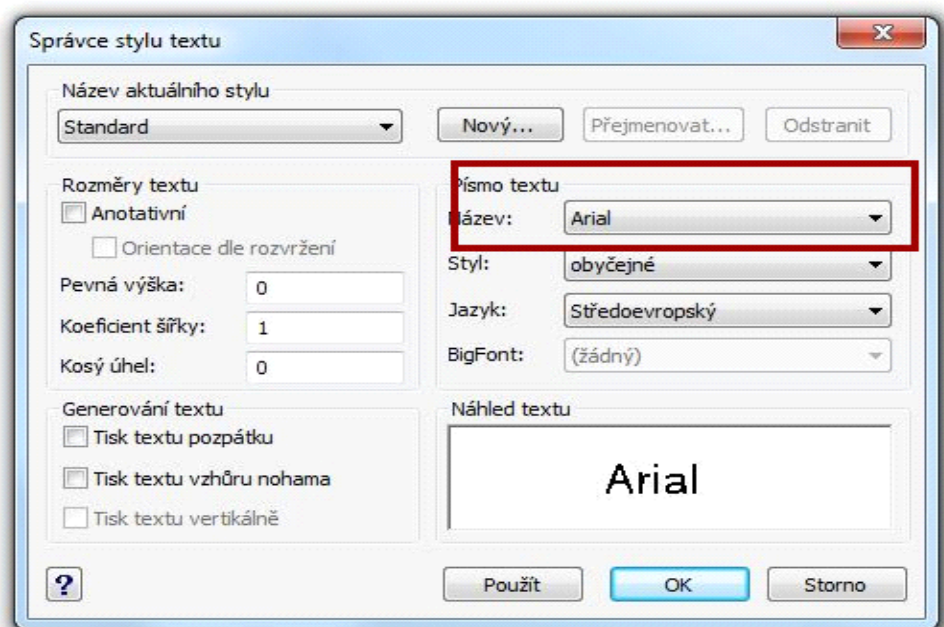 Správce stylu textu
Název aktuálního stylu
Standard
Nový...
Přejmenovat...
Odstranit
Rozměry textu
Anotativní
Orientace dle rozvržení
Pevná výška: 0
Koeficient šířky: 1
Kosý úhel: 0
Písmo textu
Název: Arial
Styl: obyčejné
Jazyk: Středoevropský
BigFont: (žádný)
Generování textu
Tisk textu pozpátku
Tisk textu vzhůru nohama
Tisk textu vertikálně
Náhled textu
Arial
?
Použít
OK
Storno